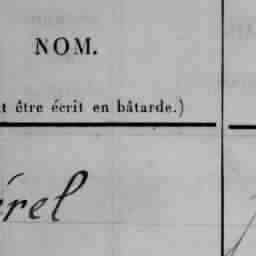 NOM.
t être écrit en bâtarde.)
érel